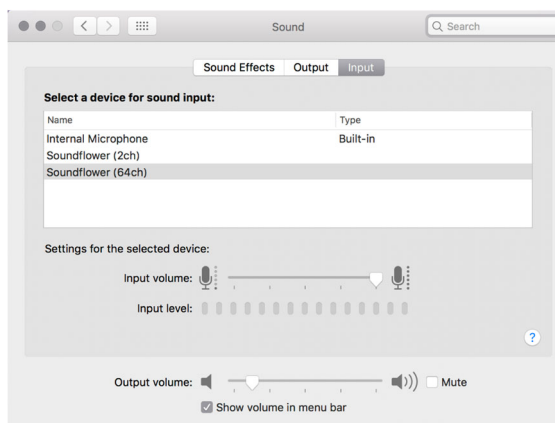 Sound
Search
Sound Effects Output Input
Select a device for sound input:
Name Type
Internal Microphone Built-in
Soundflower (2ch)
Soundflower (64ch)
Settings for the selected device:
Input volume:
Input level:
?
Output volume: Mute
Show volume in menu bar